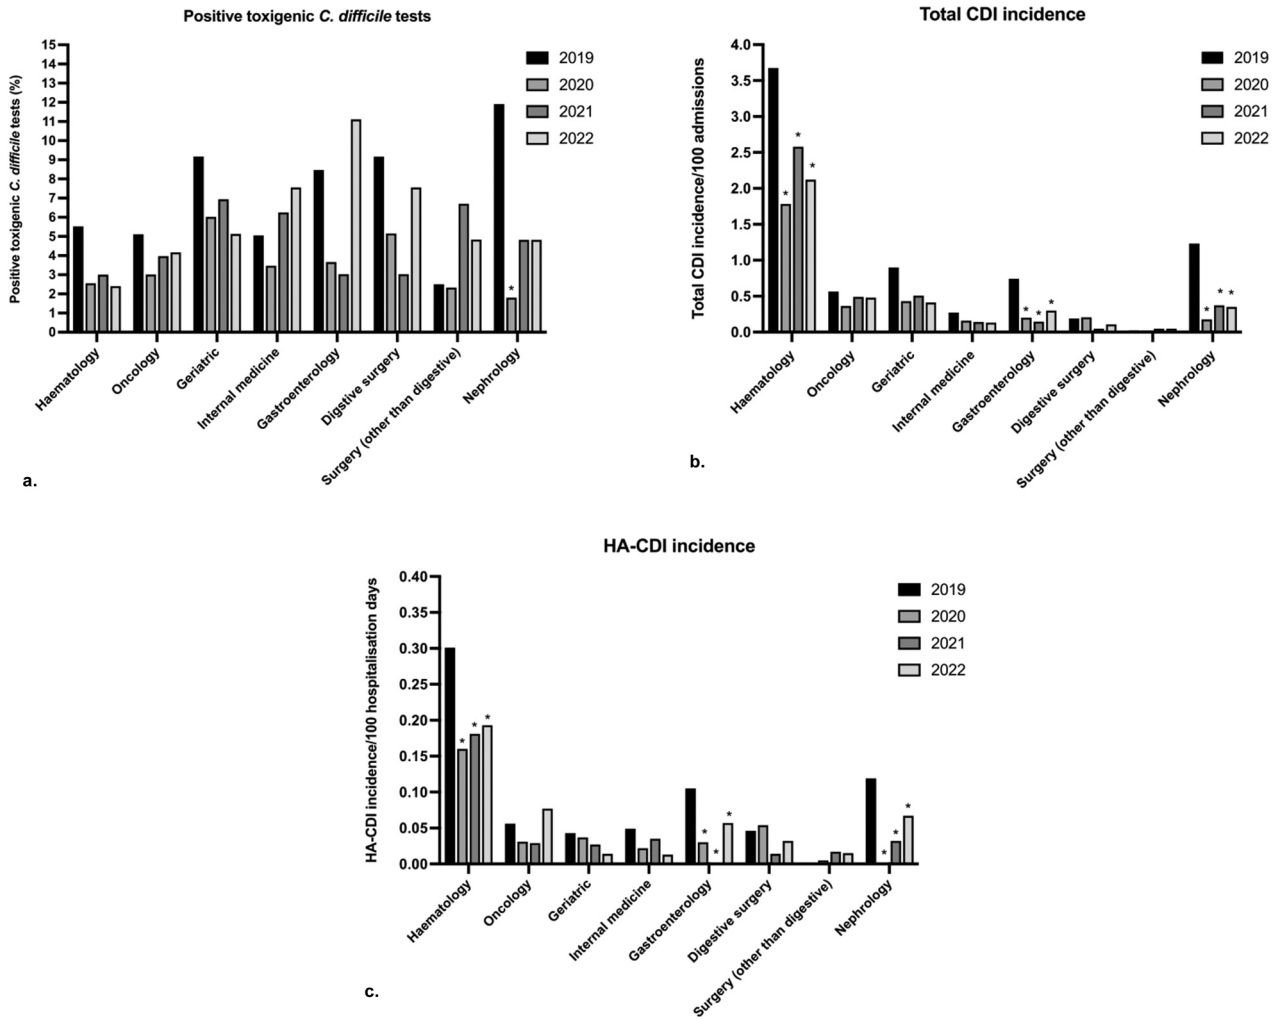 Positive toxigenic C. difficile tests
Positive toxigenic C. difficile tests (%)
15
14
13
12
11
10
9
8
7
6
5
4
3
2
1
0
2019
2020
2021
2022
*
Haematology
Oncology
Geriatric
Internal medicine
Gastroenterology
Digstive surgery
Surgery (other than digestive)
Nephrology
a.
Total CDI incidence
Total CDI incidence/100 admissions
4.0
3.5
3.0
2.5
2.0
1.5
1.0
0.5
0.0
2019
2020
2021
2022
* * *
* * *
* * *
Haematology
Oncology
Geriatric
Internal medicine
Gastroenterology
Digestive surgery
Surgery (other than digestive)
Nephrology
b.
HA-CDI incidence
HA-CDI incidence/100 hospitalisation days
0.40
0.35
0.30
0.25
0.20
0.15
0.10
0.05
0.00
2019
2020
2021
2022
* * *
* * *
* * *
Haematology
Oncology
Geriatric
Internal medicine
Gastroenterology
Digestive surgery
Surgery (other than digestive)
Nephrology
c.